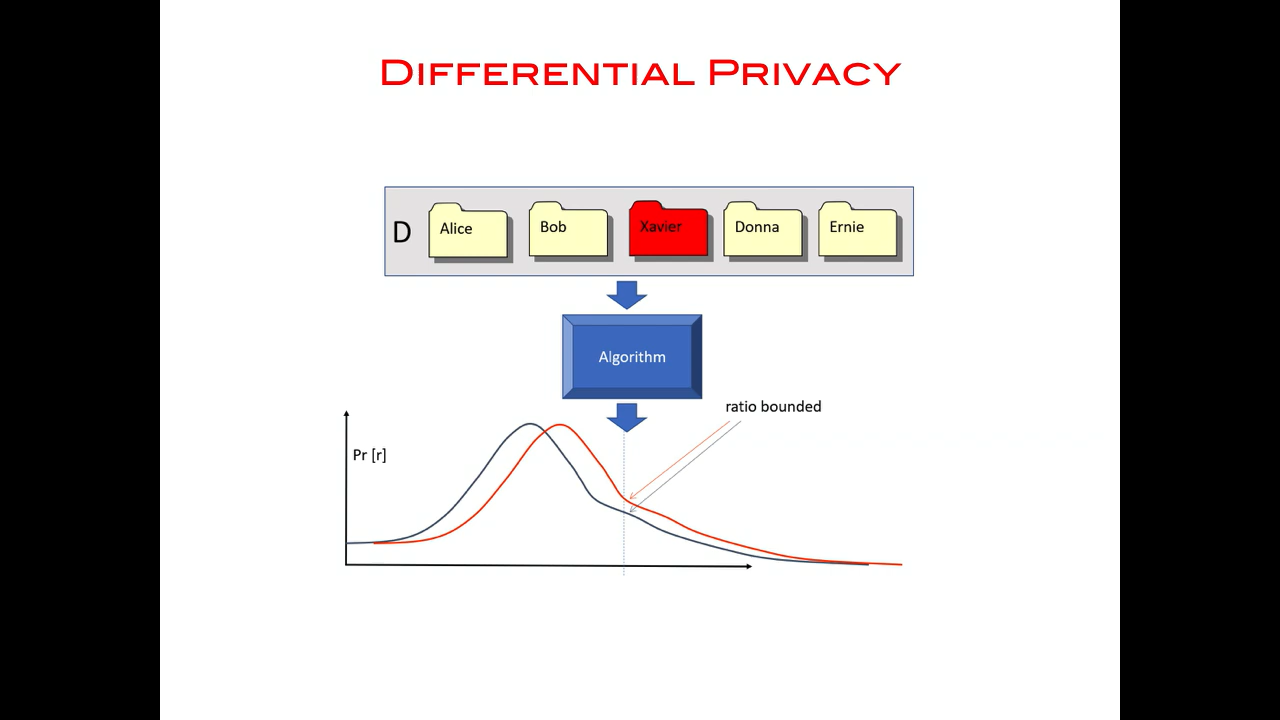 Differential Privacy
D
Alice
Bob
Xavier
Donna
Ernie
Algorithm
ratio bounded
Pr [r]